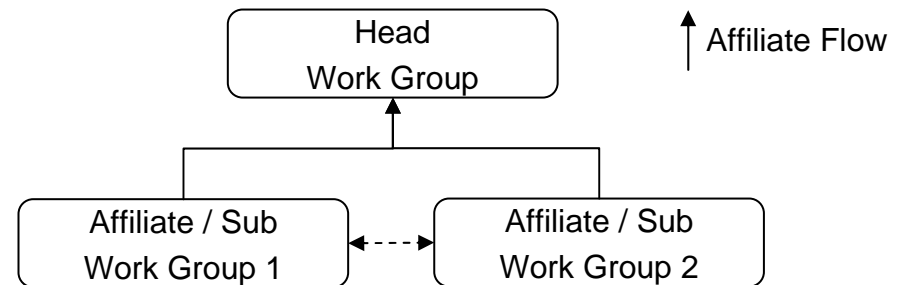 Head
Work Group
Affiliate Flow
Affiliate / Sub
Work Group 1
Affiliate / Sub
Work Group 2